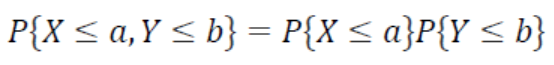 P{X ≤ a, Y ≤ b} = P{X ≤ a}P{Y ≤ b}